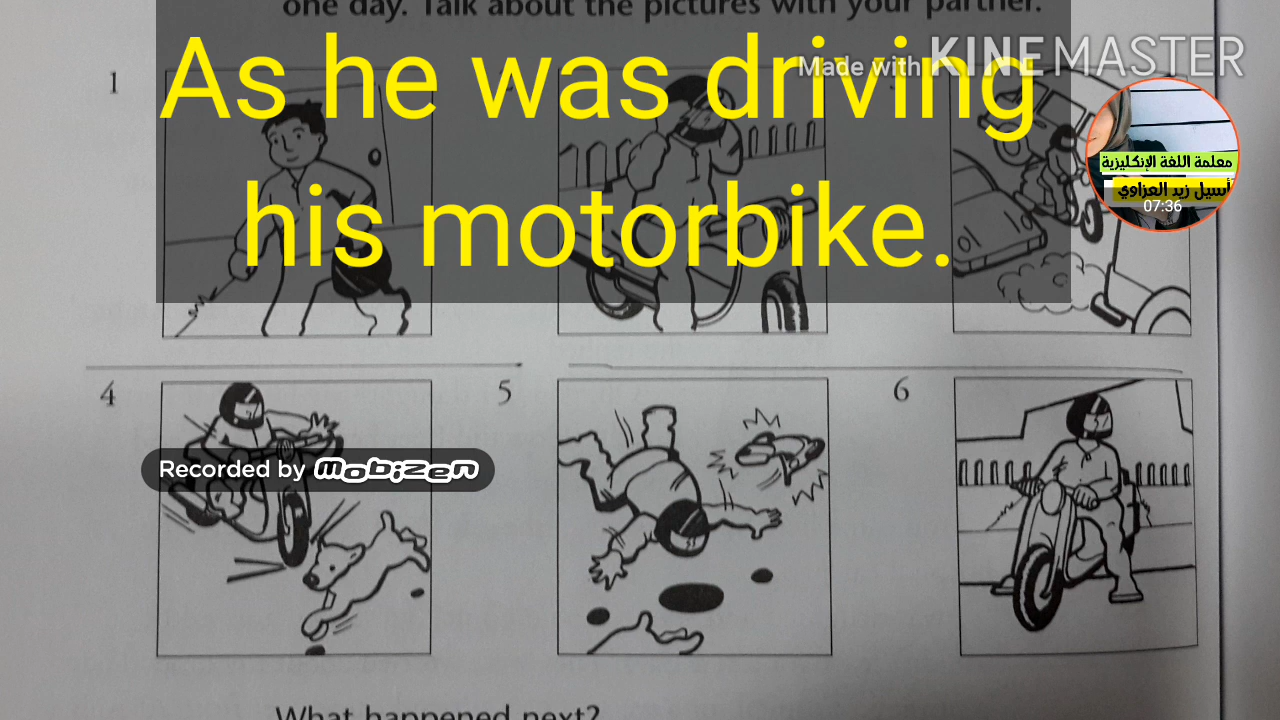 one day. Talk about the pictures with your partner.
As he was driving
his motorbike.
Made with KINEMASTER
معلمة اللغة الإنكليزية
أسيل زيد العزاوي
07:36
1
4
5
6
Recorded by mobizen
What happened next?